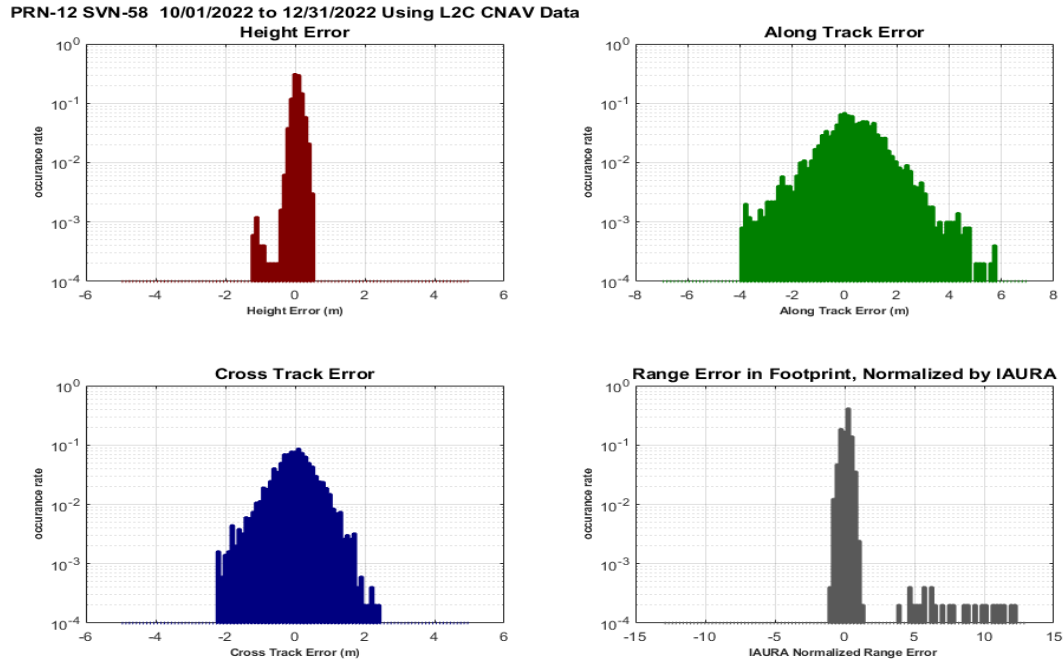 PRN-12 SVN-58 10/01/2022 to 12/31/2022 Using L2C CNAV Data
Height Error
10^0
10^-1
10^-2
10^-3
10^-4
occurance rate
-6 -4 -2 0 2 4 6
Height Error (m)
Along Track Error
10^0
10^-1
10^-2
10^-3
10^-4
occurance rate
-8 -6 -4 -2 0 2 4 6 8
Along Track Error (m)
Cross Track Error
10^0
10^-1
10^-2
10^-3
10^-4
occurance rate
-6 -4 -2 0 2 4 6
Cross Track Error (m)
Range Error in Footprint, Normalized by IAURA
10^0
10^-1
10^-2
10^-3
10^-4
occurance rate
-15 -10 -5 0 5 10 15
IAURA Normalized Range Error